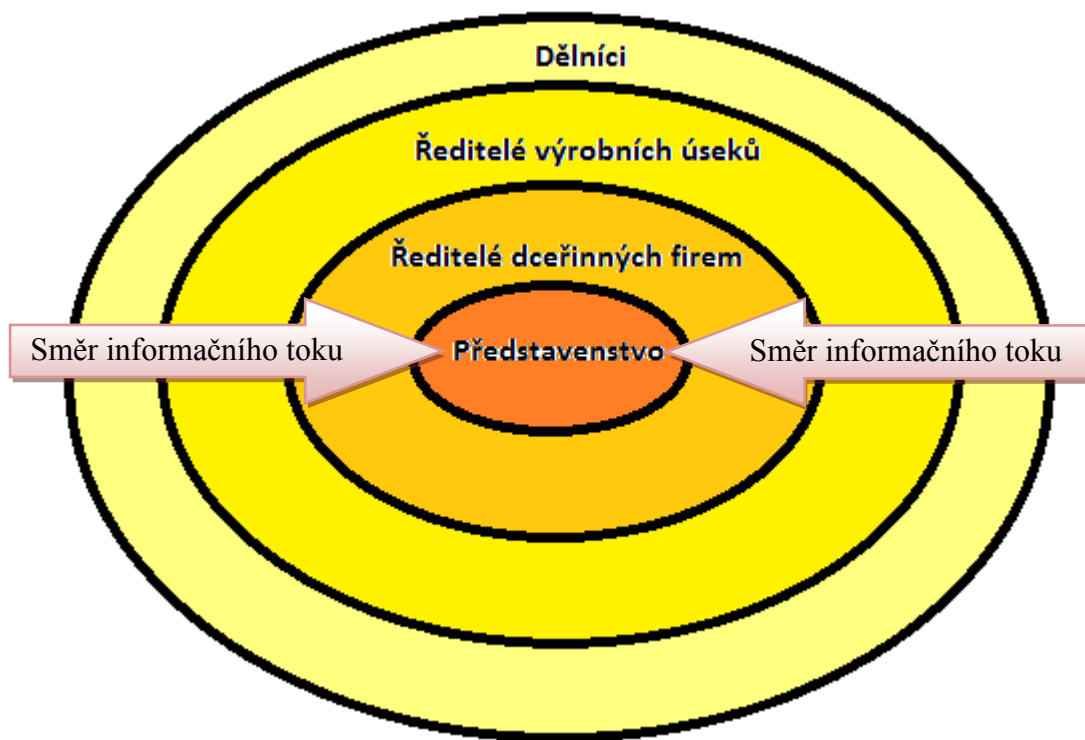 Dělníci
Ředitelé výrobních úseků
Ředitelé dceřinných firem
Směr informačního toku
Představenstvo
Směr informačního toku